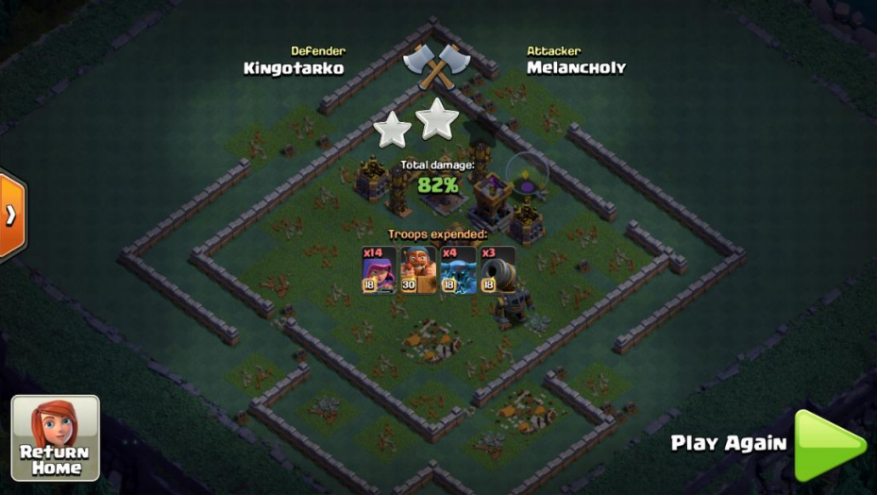 Defender
Kingotarko
Attacker
Melancholy
Total damage:
82%
Troops expended:
x14
x4
x3
18
30
18
18
Return
Home
Play Again